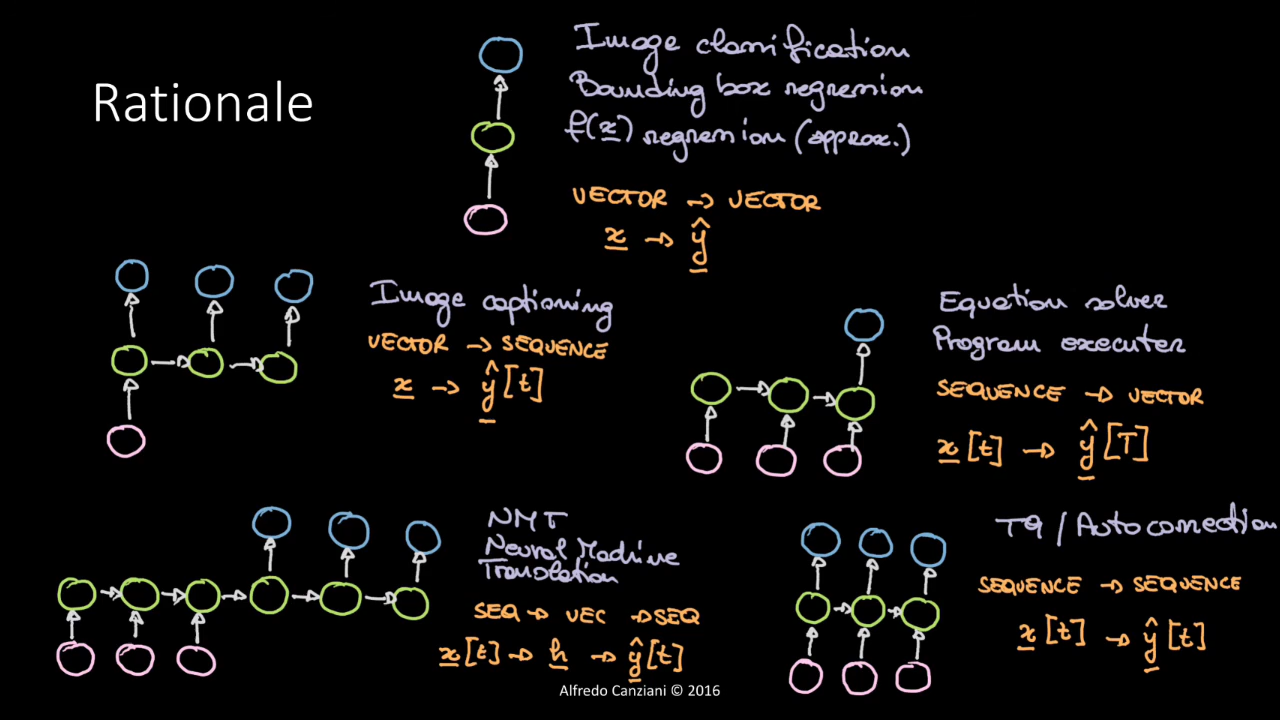 Rationale
Image classification
Bounding box regression
f(x) regression (approx.)
VECTOR → VECTOR
x → ŷ
Image captioning
VECTOR → SEQUENCE
x → ŷ[t]
Equation solver
Program executer
SEQUENCE → VECTOR
x[t] → ŷ[T]
NMT
Neural Machine
Translation
SEQ → VEC → SEQ
x[t] → h → ŷ[t]
T9 / Autocorrection
SEQUENCE → SEQUENCE
x[t] → ŷ[t]
Alfredo Canziani © 2016